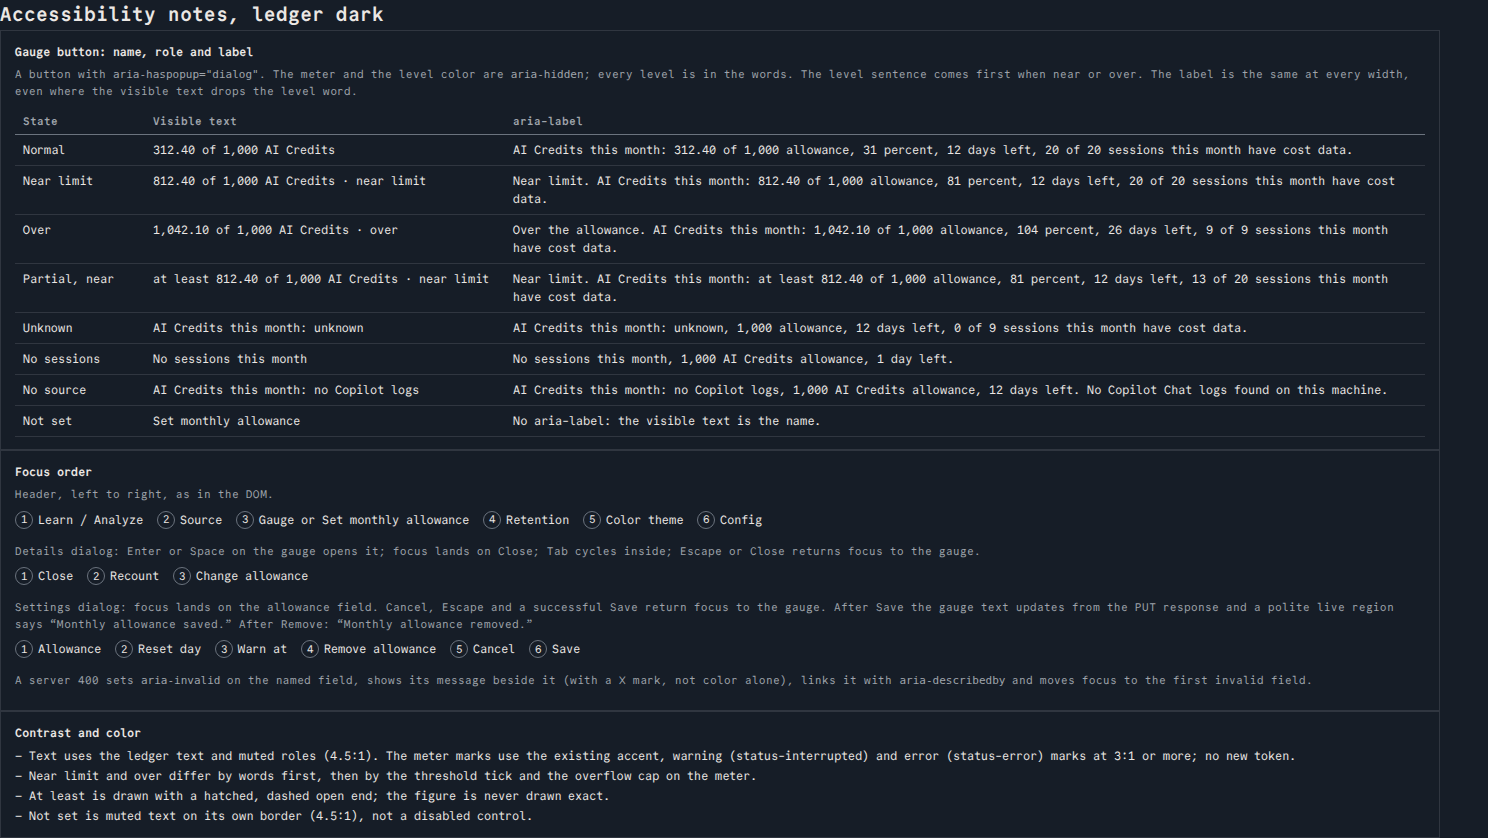 Accessibility notes, ledger dark
Gauge button: name, role and label
A button with aria-haspopup="dialog". The meter and the level color are aria-hidden; every level is in the words. The level sentence comes first when near or over. The label is the same at every width,
even where the visible text drops the level word.
State Visible text aria-label
Normal 312.40 of 1,000 AI Credits AI Credits this month: 312.40 of 1,000 allowance, 31 percent, 12 days left, 20 of 20 sessions this month have cost data.
Near limit 812.40 of 1,000 AI Credits · near limit Near limit. AI Credits this month: 812.40 of 1,000 allowance, 81 percent, 12 days left, 20 of 20 sessions this month have cost
data.
Over 1,042.10 of 1,000 AI Credits · over Over the allowance. AI Credits this month: 1,042.10 of 1,000 allowance, 104 percent, 26 days left, 9 of 9 sessions this month
have cost data.
Partial, near at least 812.40 of 1,000 AI Credits · near limit Near limit. AI Credits this month: at least 812.40 of 1,000 allowance, 81 percent, 12 days left, 13 of 20 sessions this month
have cost data.
Unknown AI Credits this month: unknown AI Credits this month: unknown, 1,000 allowance, 12 days left, 0 of 9 sessions this month have cost data.
No sessions No sessions this month No sessions this month, 1,000 AI Credits allowance, 1 day left.
No source AI Credits this month: no Copilot logs AI Credits this month: no Copilot logs, 1,000 AI Credits allowance, 12 days left. No Copilot Chat logs found on this machine.
Not set Set monthly allowance No aria-label: the visible text is the name.
Focus order
Header, left to right, as in the DOM.
1 Learn / Analyze 2 Source 3 Gauge or Set monthly allowance 4 Retention 5 Color theme 6 Config
Details dialog: Enter or Space on the gauge opens it; focus lands on Close; Tab cycles inside; Escape or Close returns focus to the gauge.
1 Close 2 Recount 3 Change allowance
Settings dialog: focus lands on the allowance field. Cancel, Escape and a successful Save return focus to the gauge. After Save the gauge text updates from the PUT response and a polite live region
says “Monthly allowance saved.” After Remove: “Monthly allowance removed.”
1 Allowance 2 Reset day 3 Warn at 4 Remove allowance 5 Cancel 6 Save
A server 400 sets aria-invalid on the named field, shows its message beside it (with a X mark, not color alone), links it with aria-describedby and moves focus to the first invalid field.
Contrast and color
– Text uses the ledger text and muted roles (4.5:1). The meter marks use the existing accent, warning (status-interrupted) and error (status-error) marks at 3:1 or more; no new token.
– Near limit and over differ by words first, then by the threshold tick and the overflow cap on the meter.
– At least is drawn with a hatched, dashed open end; the figure is never drawn exact.
– Not set is muted text on its own border (4.5:1), not a disabled control.